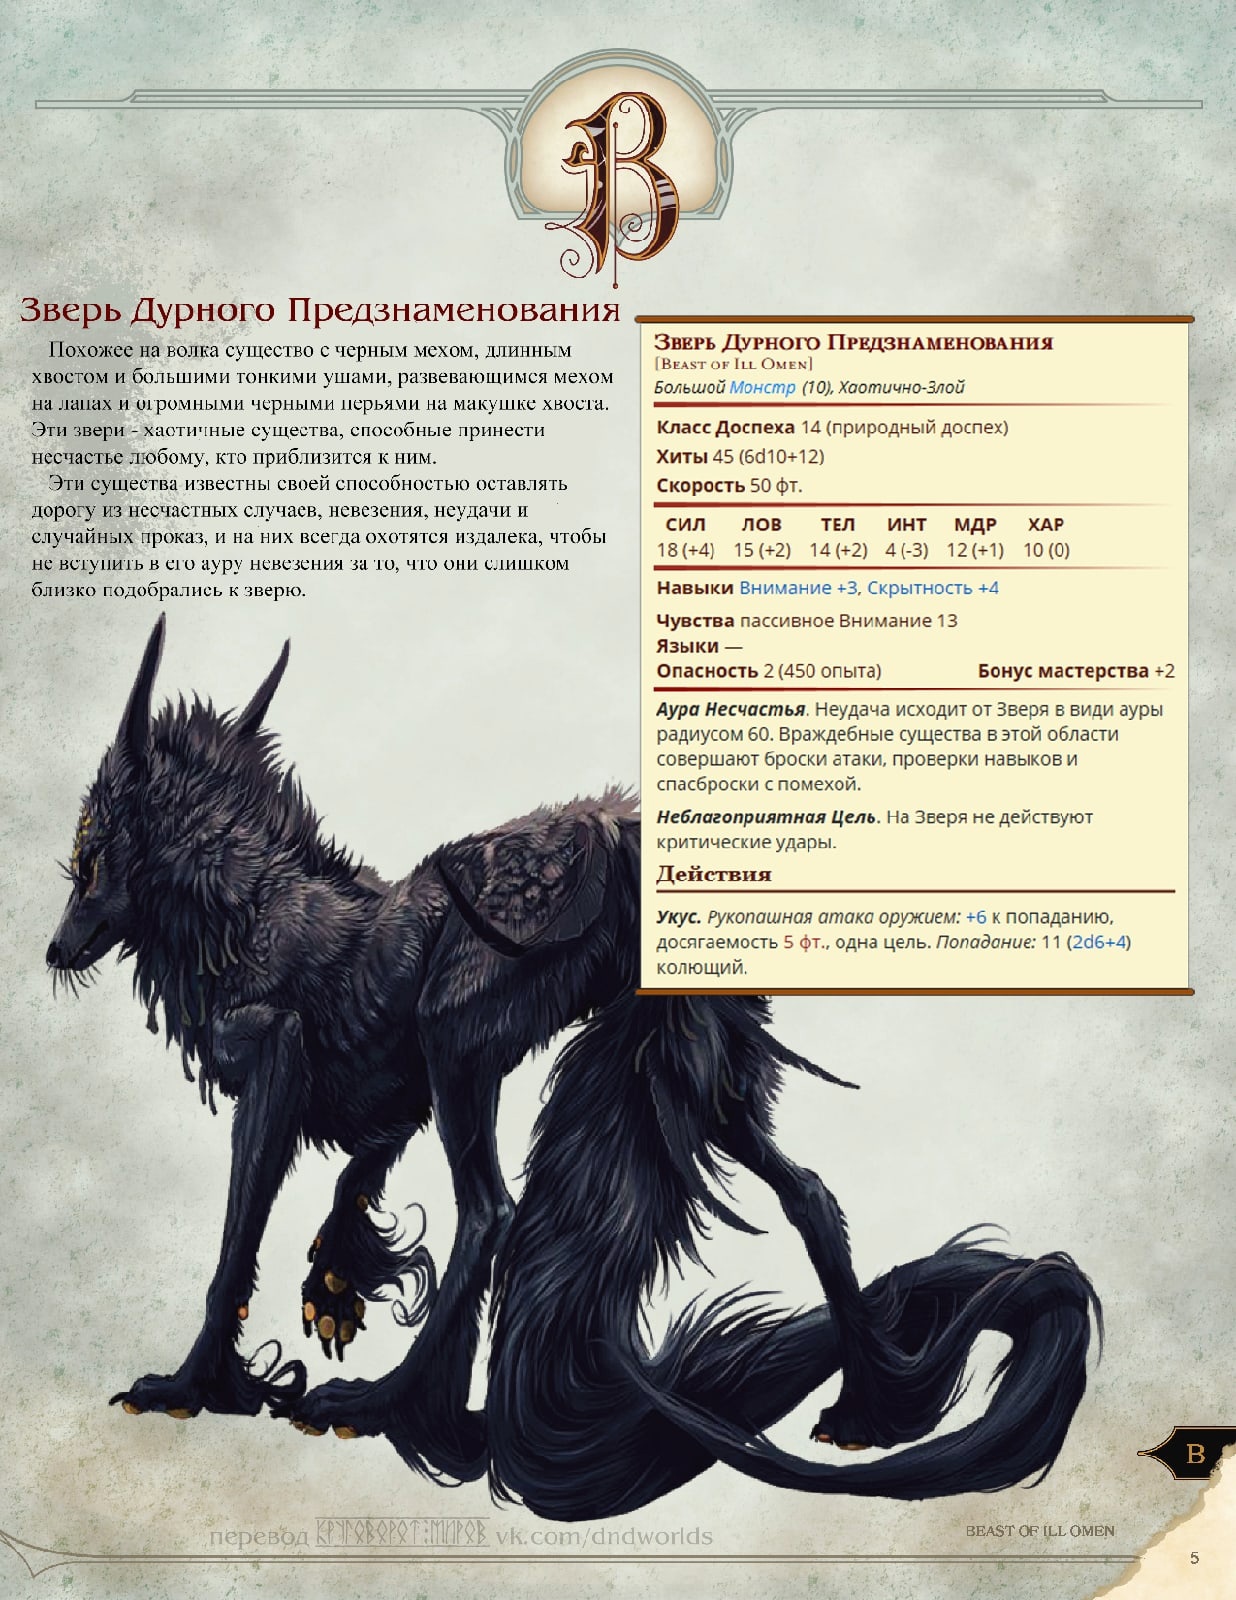 B
Зверь Дурного Предзнаменования
Похожее на волка существо с черным мехом, длинным
хвостом и большими тонкими ушами, развевающимся мехом
на лапах и огромными черными перьями на макушке хвоста.
Эти звери - хаотичные существа, способные принести
несчастье любому, кто приблизится к ним.
Эти существа известны своей способностью оставлять
дорогу из несчастных случаев, невезения, неудачи и
случайных проказ, и на них всегда охотятся издалека, чтобы
не вступить в его ауру невезения за то, что они слишком
близко подобрались к зверю.
Зверь Дурного Предзнаменования
[Beast of Ill Omen]
Большой Монстр (10), Хаотично-Злой
Класс Доспеха 14 (природный доспех)
Хиты 45 (6d10+12)
Скорость 50 фт.
СИЛ ЛОВ ТЕЛ ИНТ МДР ХАР
18 (+4) 15 (+2) 14 (+2) 4 (-3) 12 (+1) 10 (0)
Навыки Внимание +3, Скрытность +4
Чувства пассивное Внимание 13
Языки —
Опасность 2 (450 опыта) Бонус мастерства +2
Аура Несчастья. Неудача исходит от Зверя в види ауры
радиусом 60. Враждебные существа в этой области
совершают броски атаки, проверки навыков и
спасброски с помехой.
Неблагоприятная Цель. На Зверя не действуют
критические удары.
Действия
Укус. Рукопашная атака оружием: +6 к попаданию,
досягаемость 5 фт., одна цель. Попадание: 11 (2d6+4)
колющий.
B
перевод КРУГОВОРОТ:МИРОВ vk.com/dndworlds
BEAST OF ILL OMEN
5